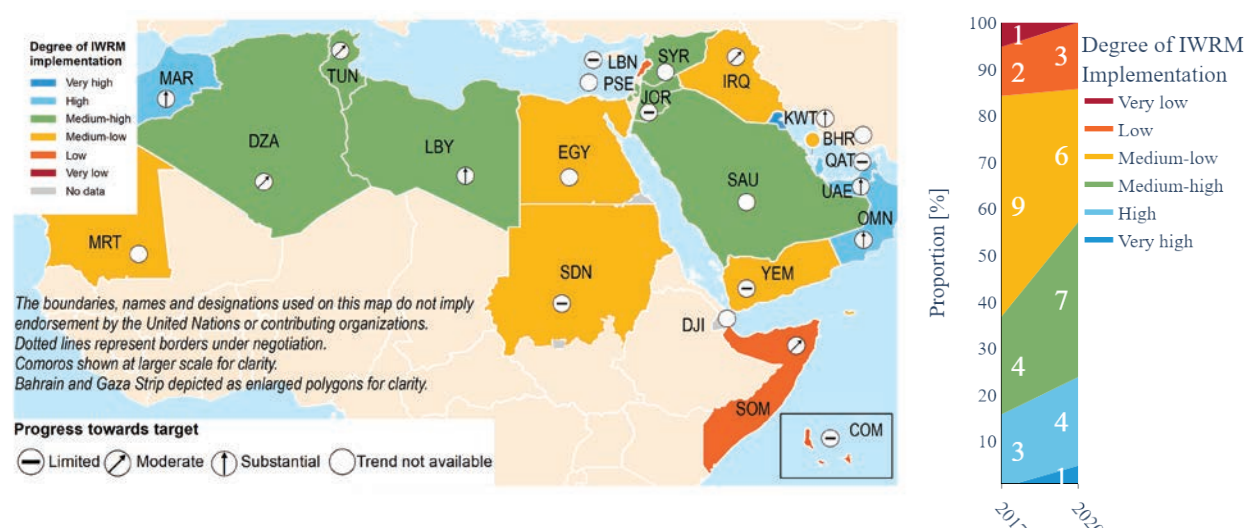 Degree of IWRM
implementation
Very high
High
Medium-high
Medium-low
Low
Very low
No data
MAR
TUN
LBN
PSE
SYR
JOR
IRQ
DZA
LBY
EGY
SAU
KWT
BHR
QAT
UAE
OMN
MRT
SDN
YEM
DJI
SOM
COM
The boundaries, names and designations used on this map do not imply
endorsement by the United Nations or contributing organizations.
Dotted lines represent borders under negotiation.
Comoros shown at larger scale for clarity.
Bahrain and Gaza Strip depicted as enlarged polygons for clarity.
Progress towards target
Limited
Moderate
Substantial
Trend not available
Proportion [%]
100
90
80
70
60
50
40
30
20
10
1
2
9
4
3
3
6
7
4
1
Degree of IWRM
Implementation
Very low
Low
Medium-low
Medium-high
High
Very high